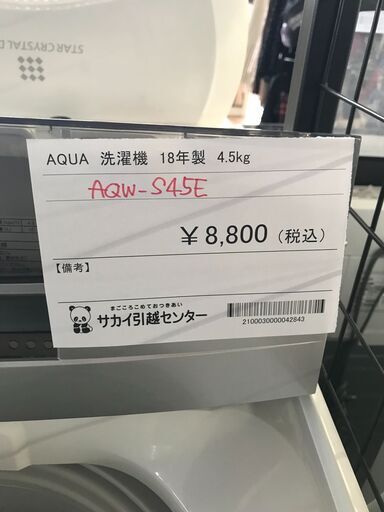 STAR CRYSTAL D
AQUA 洗濯機 18年製 4.5kg
AQW-S45E
￥8,800（税込）
【備考】
まごころこめておつきあい
サカイ引越センター
2100030000042843